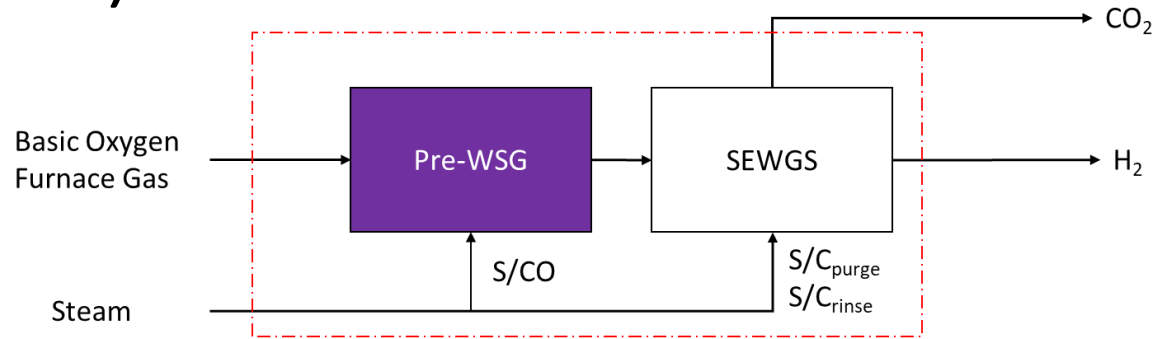 CO₂
Basic Oxygen
Furnace Gas
Pre-WSG
SEWGS
H₂
S/CO
S/Cpurge
S/Crinse
Steam